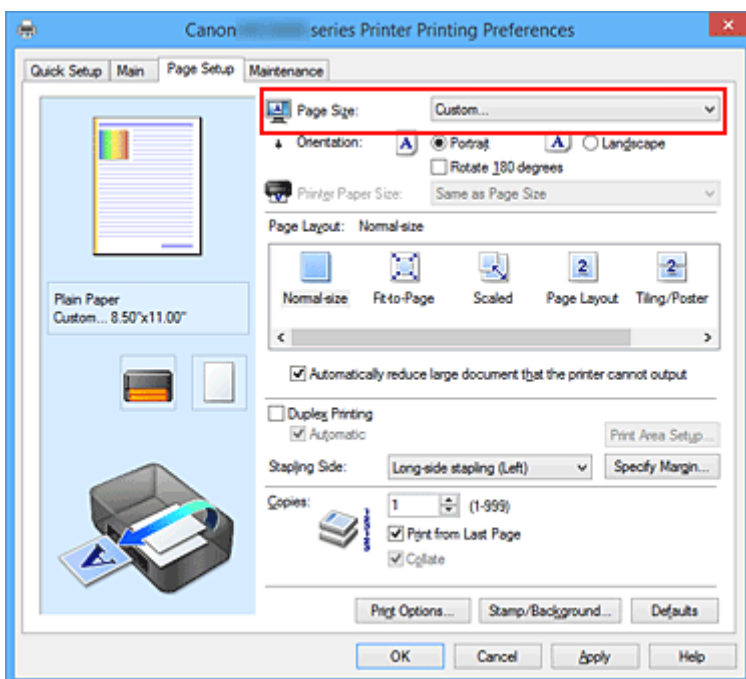 Canon series Printer Printing Preferences
Quick Setup Main Page Setup Maintenance
Page Size: Custom...
Orientation: A Portrait A Landscape
Rotate 180 degrees
Printer Paper Size: Same as Page Size
Page Layout: Normal-size
2 2
Normal-size Fit-to-Page Scaled Page Layout Tiling/Poster
Plain Paper
Custom... 8.50"x11.00"
Automatically reduce large document that the printer cannot output
Duplex Printing
Automatic
Print Area Setup...
Stapling Side: Long-side stapling (Left) Specify Margin...
Copies: 1 (1-999)
Print from Last Page
Collate
A
Print Options... Stamp/Background... Defaults
OK Cancel Apply Help